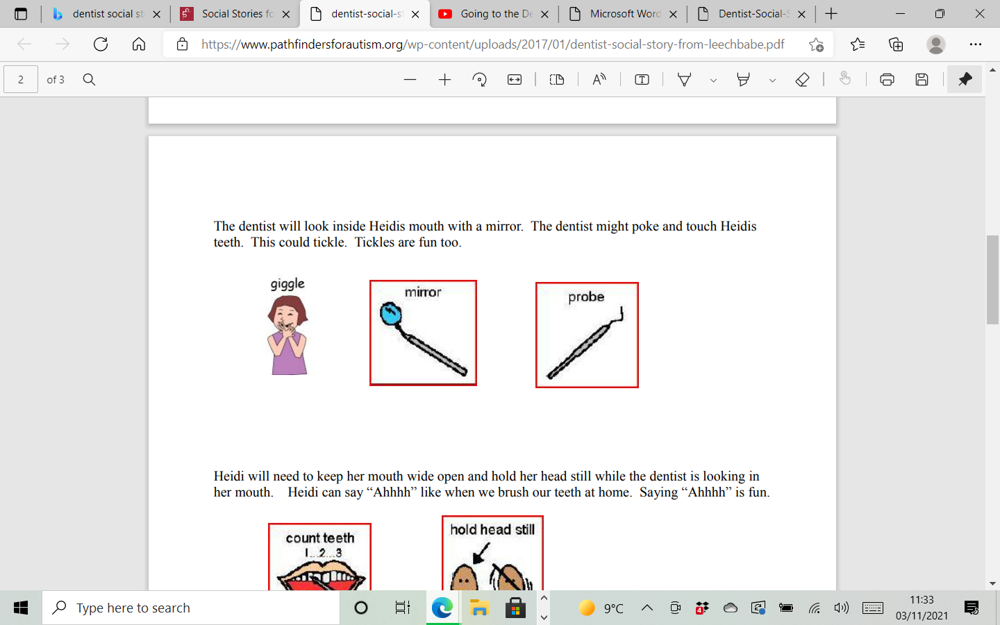 dentist social st
Social Stories fo
dentist-social-s
Going to the De
Microsoft Word
Dentist-Social-S
https://www.pathfindersforautism.org/wp-content/uploads/2017/01/dentist-social-story-from-leechbabe.pdf
2 of 3
The dentist will look inside Heidis mouth with a mirror.  The dentist might poke and touch Heidis
teeth.  This could tickle.  Tickles are fun too.
giggle
mirror
probe
Heidi will need to keep her mouth wide open and hold her head still while the dentist is looking in
her mouth.    Heidi can say “Ahhhh” like when we brush our teeth at home.  Saying “Ahhhh” is fun.
count teeth
1...2...3
hold head still
Type here to search
9°C
4
11:33
03/11/2021
3